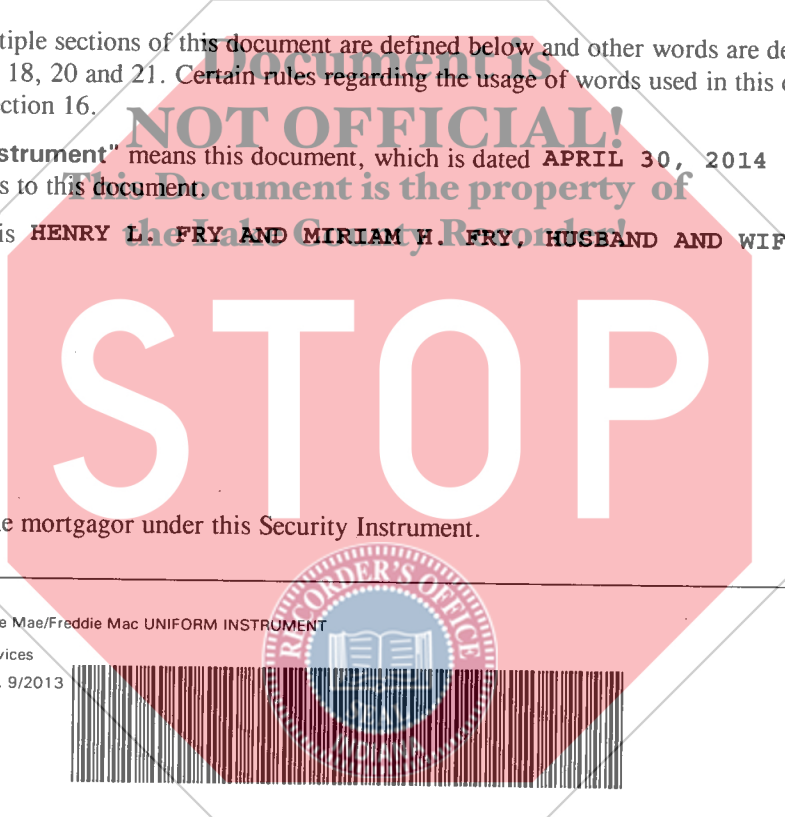 tiple sections of this document are defined below and other words are de
18, 20 and 21. Certain rules regarding the usage of words used in this
ction 16.
Document is
NOT OFFICIAL!
This Document is the property of
the Lake County Recorder!
strument" means this document, which is dated APRIL 30, 2014
s to this document.
is HENRY L. FRY AND MIRIAM H. FRY, HUSBAND AND WIF
STOP
e mortgagor under this Security Instrument.
e Mae/Freddie Mac UNIFORM INSTRUMENT
vices
. 9/2013
RECORDER'S OFFICE
SEAL
INDIANA